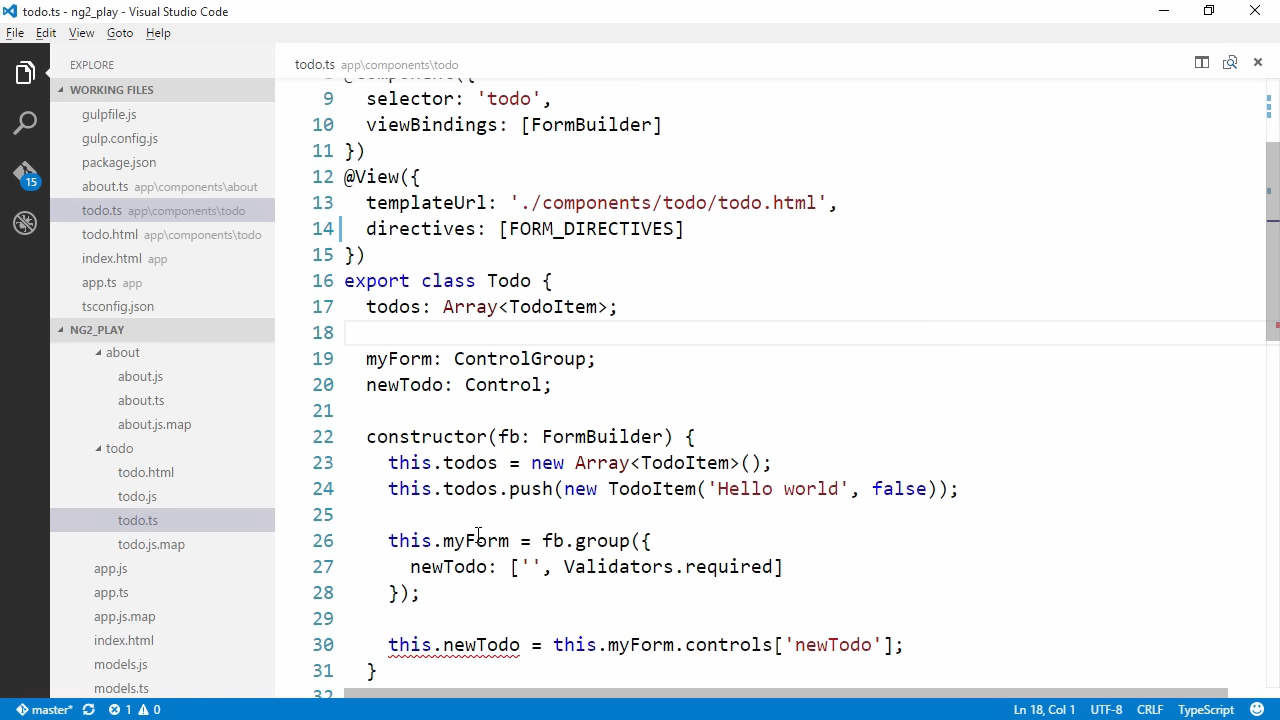 todo.ts - ng2_play - Visual Studio Code
File Edit View Goto Help
EXPLORE
WORKING FILES
gulpfile.js
gulp.config.js
package.json
about.ts app\components\about
todo.ts app\components\todo
todo.html app\components\todo
index.html app
app.ts app
tsconfig.json
NG2_PLAY
about
about.js
about.ts
about.js.map
todo
todo.html
todo.js
todo.ts
todo.js.map
app.js
app.ts
app.js.map
index.html
models.js
models.ts
15
todo.ts app\components\todo
9 selector: 'todo',
10 viewBindings: [FormBuilder]
11 })
12 @View({
13 templateUrl: './components/todo/todo.html',
14 directives: [FORM_DIRECTIVES]
15 })
16 export class Todo {
17 todos: Array<TodoItem>;
18
19 myForm: ControlGroup;
20 newTodo: Control;
21
22 constructor(fb: FormBuilder) {
23 this.todos = new Array<TodoItem>();
24 this.todos.push(new TodoItem('Hello world', false));
25
26 this.myForm = fb.group({
27 newTodo: ['', Validators.required]
28 });
29
30 this.newTodo = this.myForm.controls['newTodo'];
31 }
32
master* 1 0 Ln 18, Col 1 UTF-8 CRLF TypeScript